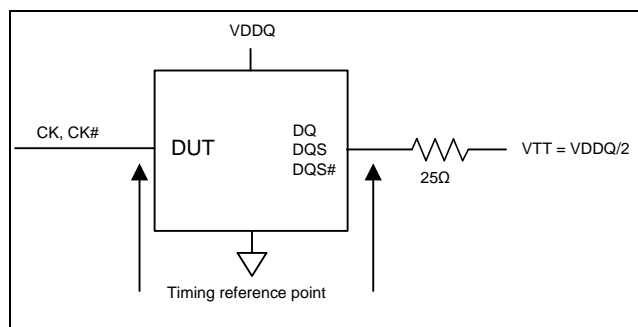 VDDQ
CK, CK#
DUT
DQ
DQS
DQS#
25Ω
VTT = VDDQ/2
Timing reference point